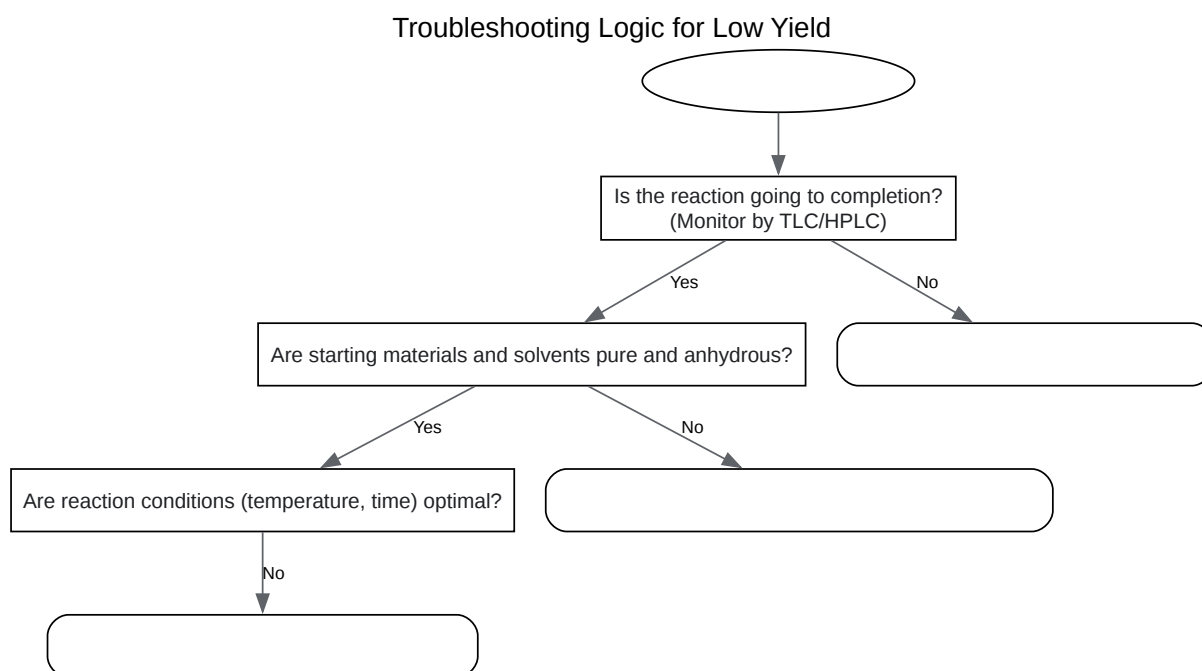 Troubleshooting Logic for Low Yield
Is the reaction going to completion?
(Monitor by TLC/HPLC)
Yes
No
Are starting materials and solvents pure and anhydrous?
Yes
No
Are reaction conditions (temperature, time) optimal?
No